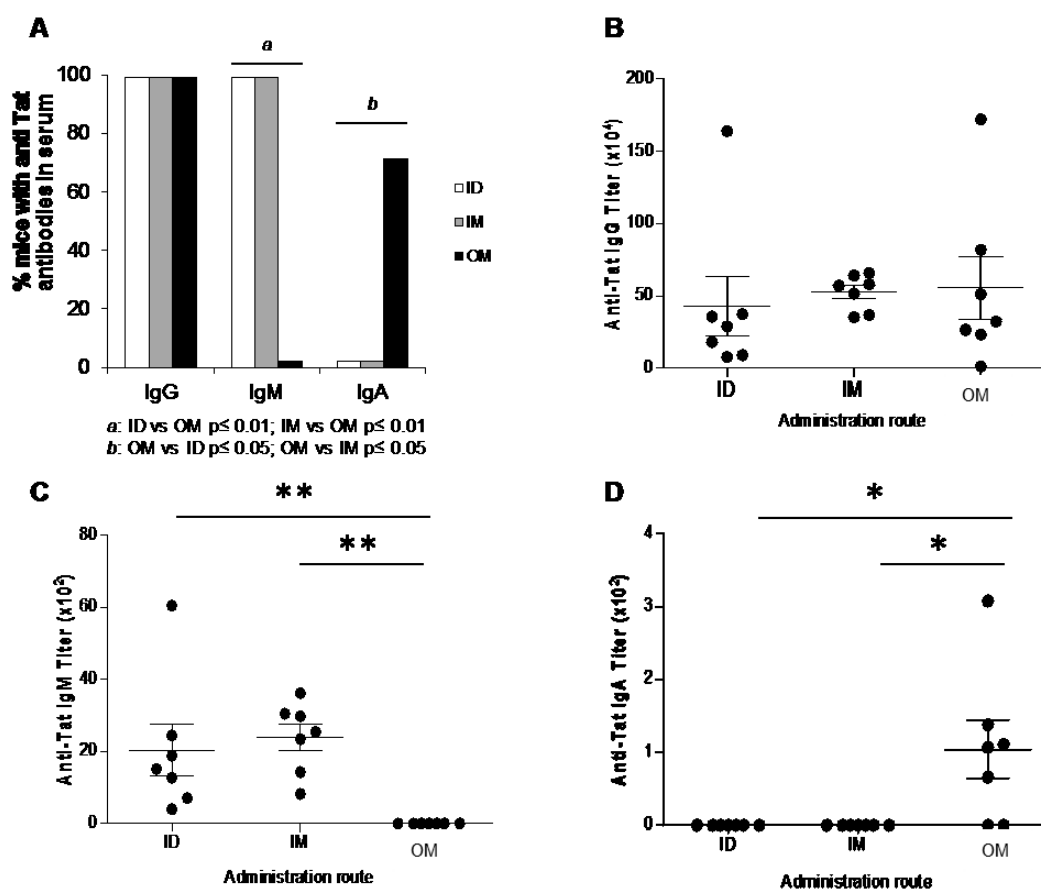 A
% mice with anti Tat
antibodies in serum
100
80
60
40
20
0
a
b
IgG
IgM
IgA
ID
IM
OM
a: ID vs OM p≤ 0.01; IM vs OM p≤ 0.01
b: OM vs ID p≤ 0.05; OM vs IM p≤ 0.05
B
Anti-Tat IgG Titer (x10⁴)
200
150
100
50
0
ID
IM
OM
Administration route
C
**
**
Anti-Tat IgM Titer (x10²)
80
60
40
20
0
ID
IM
OM
Administration route
D
*
*
Anti-Tat IgA Titer (x10²)
4
3
2
1
0
ID
IM
OM
Administration route